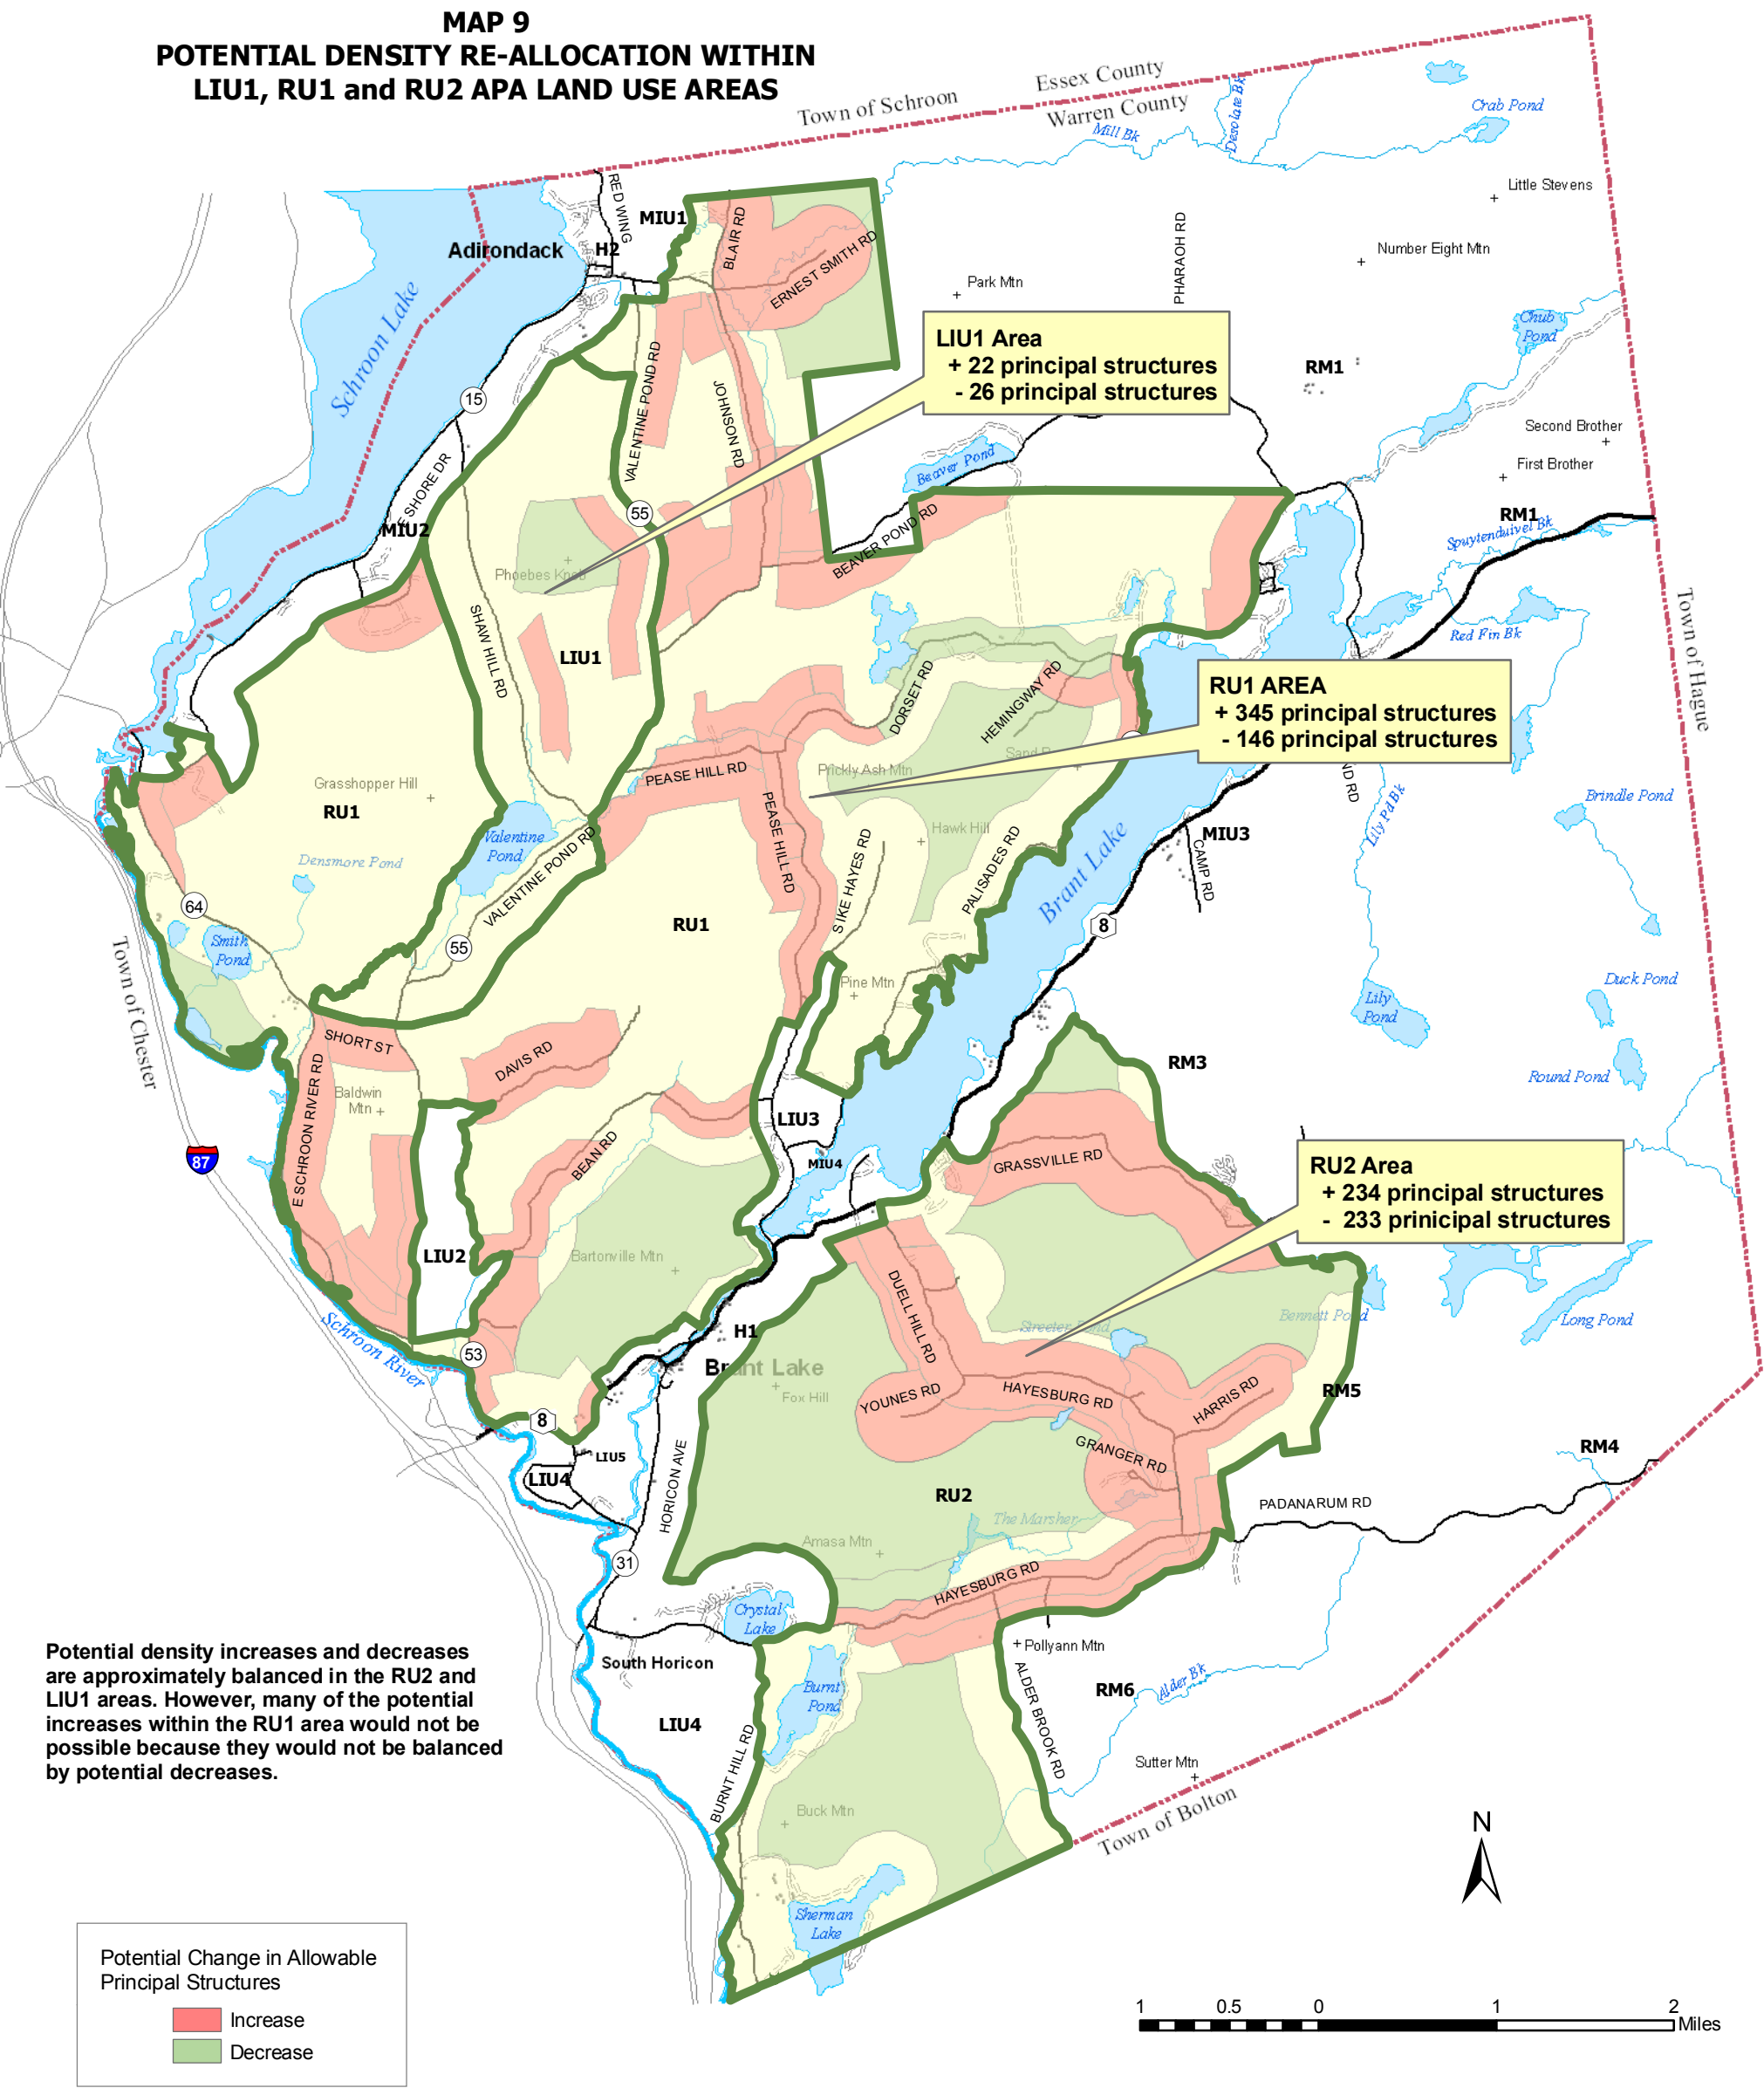 MAP 9
POTENTIAL DENSITY RE-ALLOCATION WITHIN
LIU1, RU1 and RU2 APA LAND USE AREAS
Town of Schroon
Essex County
Warren County
Mill Bk
Desolate Bk
Crab Pond
Little Stevens
Number Eight Mtn
Park Mtn
PHARAOH RD
RED WING
MIU1
H2
Adirondack
BLAIR RD
ERNEST SMITH RD
Schroon Lake
Chub
Pond
RM1
LIU1 Area
+ 22 principal structures
- 26 principal structures
15
VALENTINE POND RD
JOHNSON RD
Second Brother
First Brother
Beaver Pond
E SHORE DR
MIU2
55
RM1
Spuytenduivel Bk
BEAVER POND RD
Phoebes Knob
Town of Hague
Red Fin Bk
SHAW HILL RD
LIU1
DORSET RD
HEMINGWAY RD
RU1 AREA
+ 345 principal structures
- 146 principal structures
Grasshopper Hill
RU1
PEASE HILL RD
Prickly Ash Mtn
PEASE HILL RD
Hawk Hill
ND RD
Lily Pd Bk
Brindle Pond
Densmore Pond
Valentine
Pond
VALENTINE POND RD
S IKE HAYES RD
PALISADES RD
Brant Lake
MIU3
CAMP RD
64
Smith
Pond
55
RU1
8
Town of Chester
Pine Mtn
Lily
Pond
Duck Pond
SHORT ST
DAVIS RD
RM3
Round Pond
Baldwin
Mtn
E SCHROON RIVER RD
LIU3
MIU4
87
BEAN RD
GRASSVILLE RD
RU2 Area
+ 234 principal structures
- 233 prinicipal structures
LIU2
Bartonville Mtn
DUELL HILL RD
Streeter Pond
Bennett Pond
Long Pond
Schroon River
53
H1
Brant Lake
Fox Hill
YOUNES RD
HAYESBURG RD
HARRIS RD
RM5
8
GRANGER RD
RM4
LIU5
LIU4
HORICON AVE
RU2
PADANARUM RD
The Marsher
Amasa Mtn
31
HAYESBURG RD
Crystal
Lake
Pollyann Mtn
South Horicon
Burnt
Pond
ALDER BROOK RD
RM6
Alder Bk
LIU4
BURNT HILL RD
Sutter Mtn
Buck Mtn
Town of Bolton
Sherman
Lake
Potential density increases and decreases
are approximately balanced in the RU2 and
LIU1 areas. However, many of the potential
increases within the RU1 area would not be
possible because they would not be balanced
by potential decreases.
N
Potential Change in Allowable
Principal Structures
Increase
Decrease
1 0.5 0 1 2
Miles